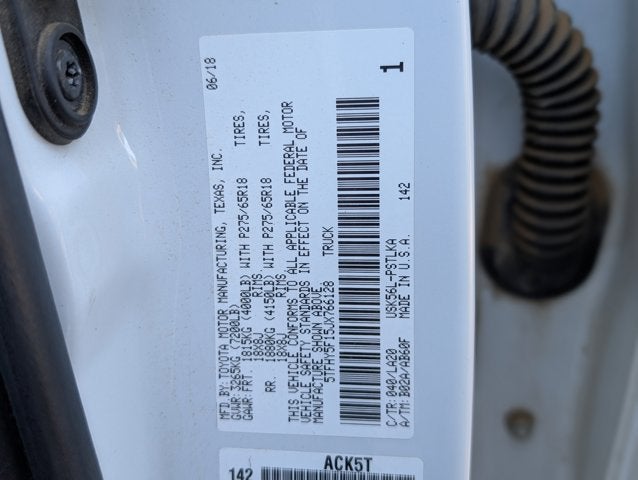 MFD.BY:TOYOTA MOTOR MANUFACTURING, TEXAS, INC. 06/18
GVWR: 3265KG (7200LB)
GAWR: FRT. 1815KG (4000LB) WITH P275/65R18 TIRES,
18X8J RIMS
RR. 1880KG (4150LB) WITH P275/65R18 TIRES,
18X8J RIMS
THIS VEHICLE CONFORMS TO ALL APPLICABLE FEDERAL MOTOR
VEHICLE SAFETY STANDARDS IN EFFECT ON THE DATE OF
MANUFACTURE SHOWN ABOVE.
5TFHY5F15JX766128 TRUCK
C/TR: 040/LA20 USK56L-PSTLKA 142
A/TM: B02A/AB60F MADE IN U.S.A. 1
142 ACK5T